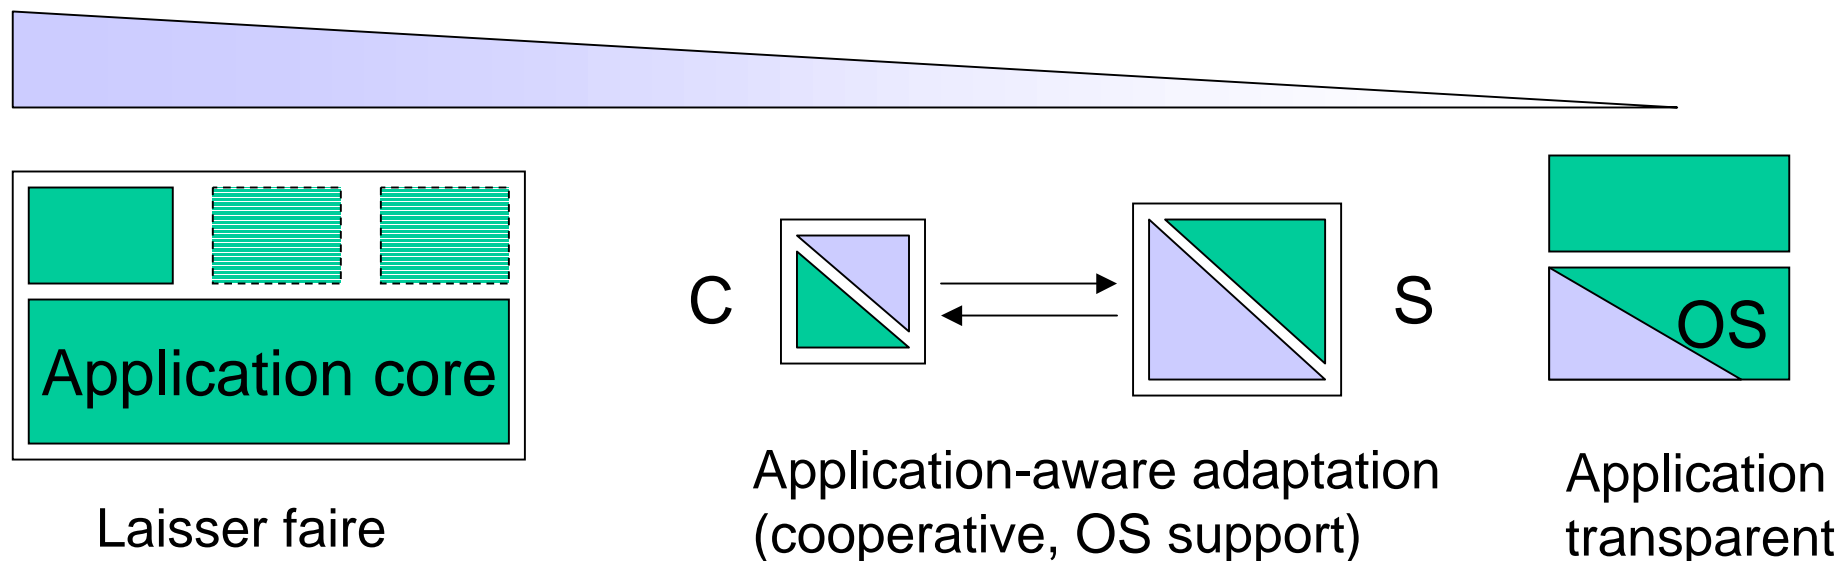 Application core
Laisser faire
C
S
Application-aware adaptation
(cooperative, OS support)
OS
Application
transparent